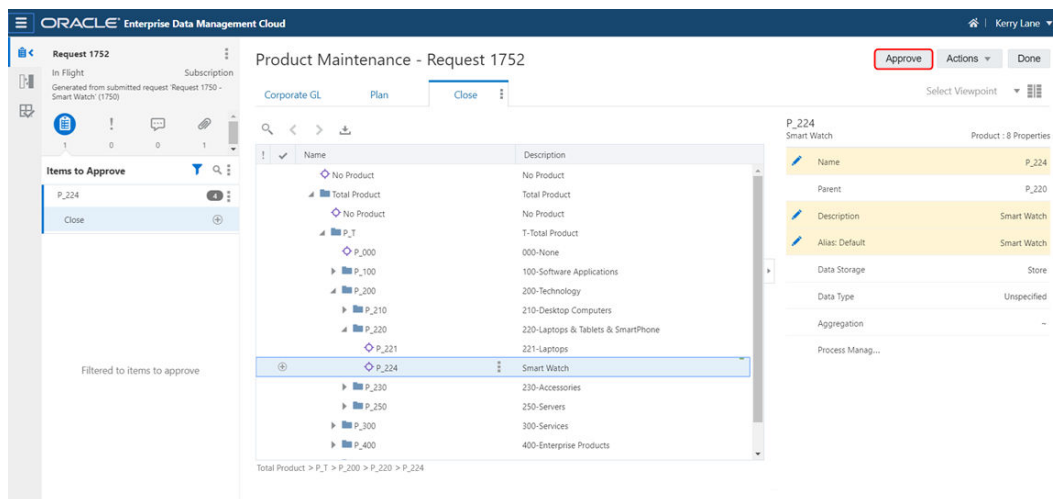 ORACLE® Enterprise Data Management Cloud
Kerry Lane
Request 1752
In Flight Subscription
Generated from submitted request 'Request 1750 -
Smart Watch' (1750)
1 0 0 1
Items to Approve
P_224 4
Close
Filtered to items to approve
Product Maintenance - Request 1752
Approve Actions Done
Corporate GL Plan Close
Select Viewpoint
! Name Description
No Product No Product
Total Product Total Product
No Product No Product
P_T T-Total Product
P_000 000-None
P_100 100-Software Applications
P_200 200-Technology
P_210 210-Desktop Computers
P_220 220-Laptops & Tablets & SmartPhone
P_221 221-Laptops
P_224 Smart Watch
P_230 230-Accessories
P_250 250-Servers
P_300 300-Services
P_400 400-Enterprise Products
Total Product > P_T > P_200 > P_220 > P_224
P_224
Smart Watch Product : 8 Properties
Name P_224
Parent P_220
Description Smart Watch
Alias: Default Smart Watch
Data Storage Store
Data Type Unspecified
Aggregation ~
Process Manag...